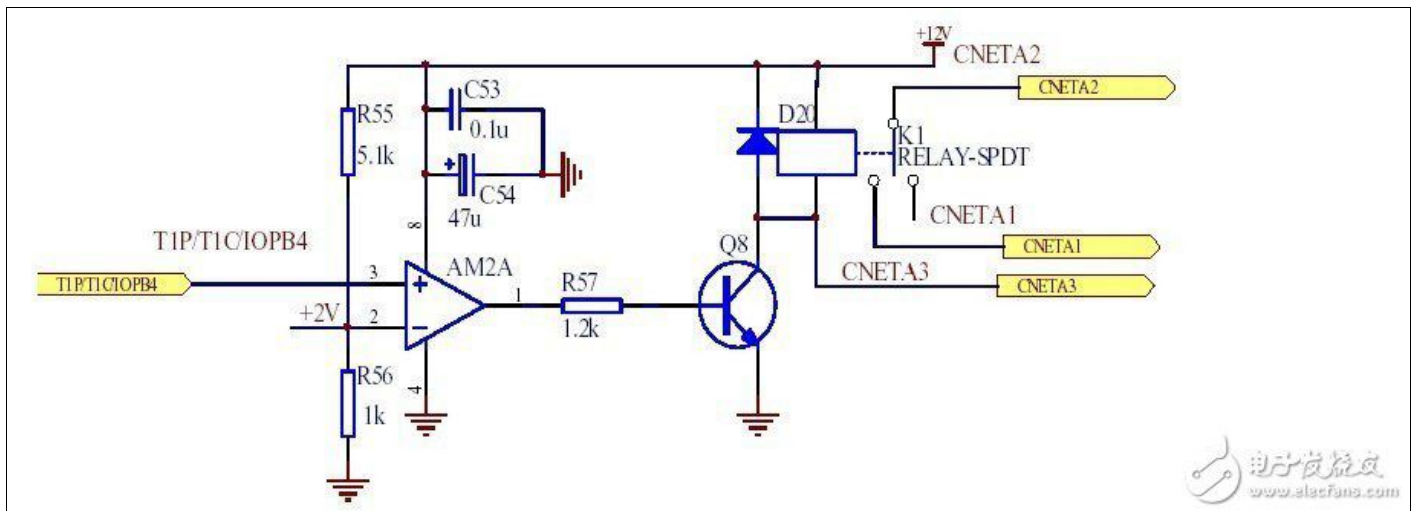 +12V
CNETA2
CNETA2
C53
0.1u
R55
5.1k
D20
K1
RELAY-SPDT
C54
47u
8
CNETA1
T1P/T1C/IOPB4
Q8
CNETA1
AM2A
T1P/T1C/IOPB4
3
R57
CNETA3
CNETA3
1
+2V
2
1.2k
R56
4
1k
电子发烧友
www.elecfans.com